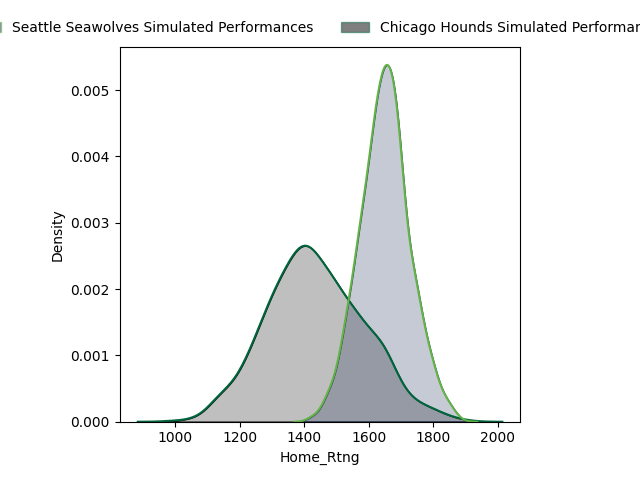 Seattle Seawolves Simulated Performances Chicago Hounds Simulated Performar
0.005
0.004
0.003
0.002
0.001
0.000
Density
1000 1200 1400 1600 1800 2000
Home_Rtng